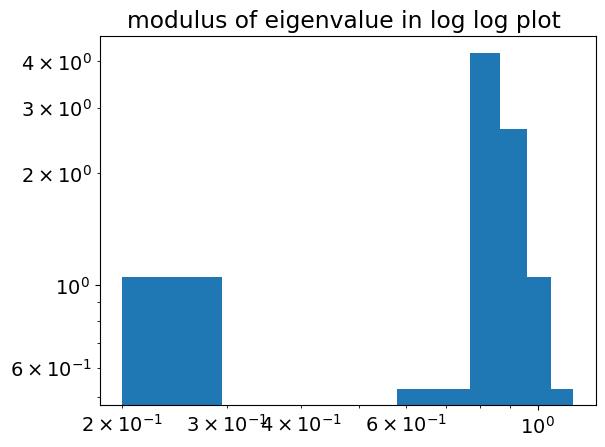 modulus of eigenvalue in log log plot
4 × 10⁰
3 × 10⁰
2 × 10⁰
10⁰
6 × 10⁻¹
2 × 10⁻¹ 3 × 10⁻¹ 4 × 10⁻¹ 6 × 10⁻¹ 10⁰